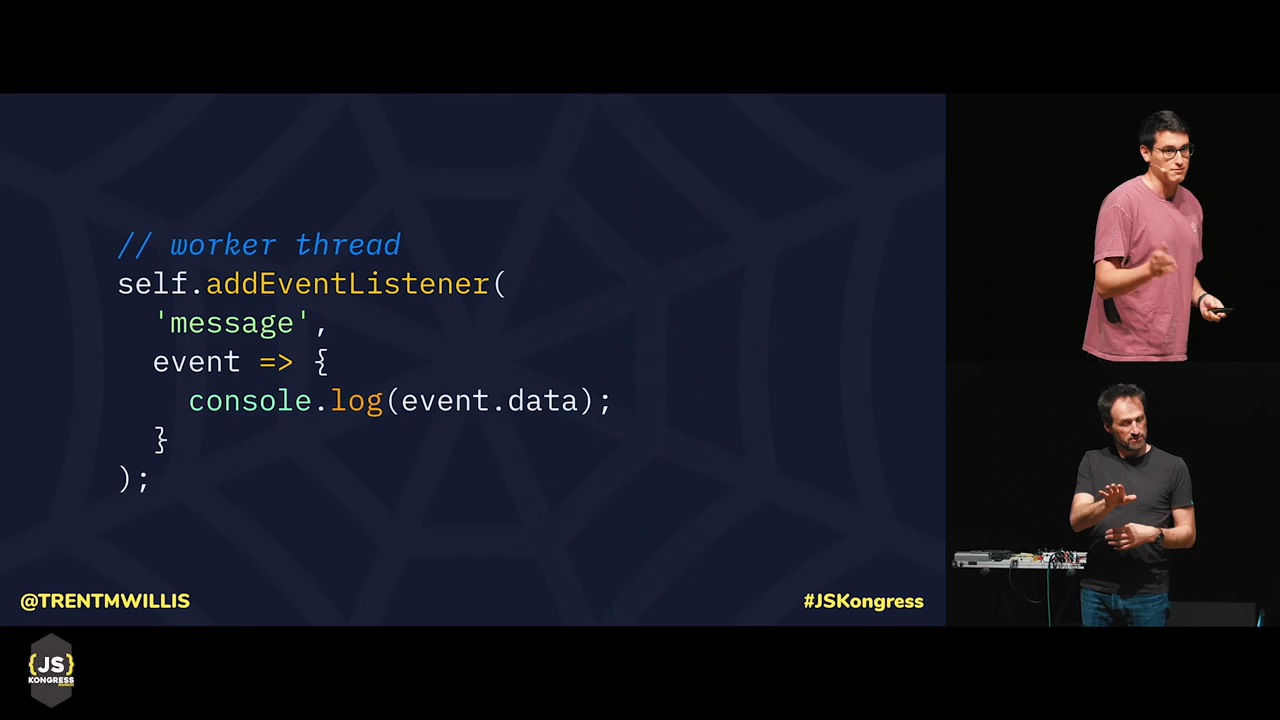 // worker thread
self.addEventListener(
'message',
event => {
console.log(event.data);
}
);
@TRENTMWILLIS
#JSKongress
{JS}
KONGRESS